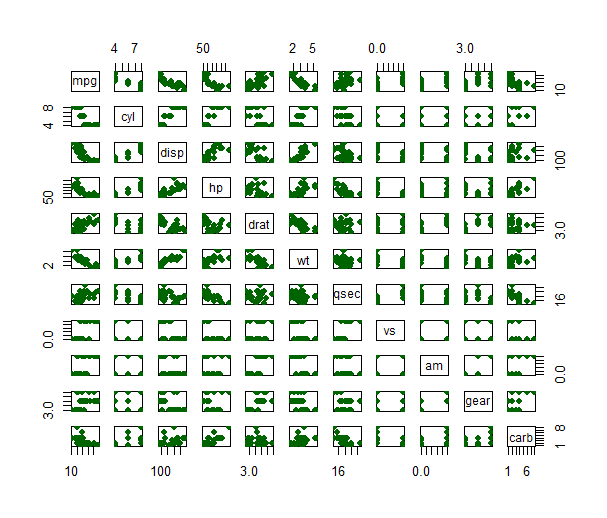 4 7 50 2 5 0.0 3.0
mpg 10
8 4 cyl
disp 100
50 hp
drat 3.0
2 wt
qsec 16
0.0 vs
am 0.0
3.0 gear
carb 1 8
10 100 3.0 16 0.0 1 6